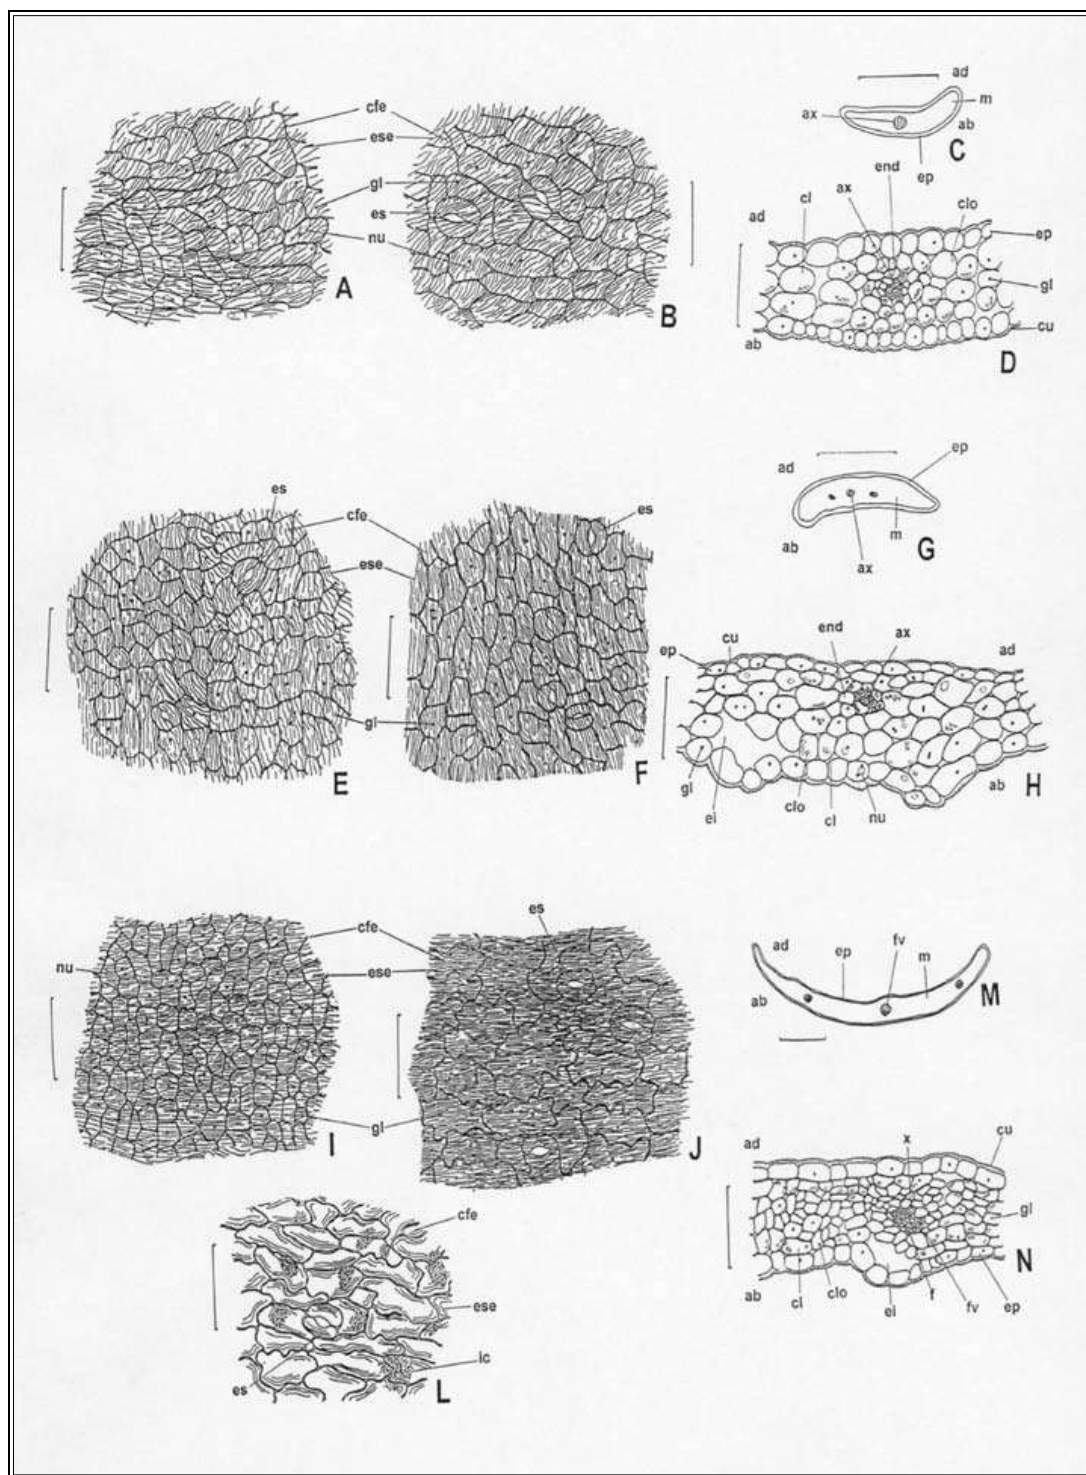 cfe
ese
gl
es
nu
A
B
ad
m
ax
ab
C
ep
end
ax
cl
clo
ad
ep
gl
cu
ab
D
es
cfe
ese
gl
E
es
F
ad
ep
m
ab
G
ax
end
ax
cu
ep
ad
gl
ei
clo
cl
nu
ab
H
nu
cfe
ese
gl
I
es
J
ad
ep
fv
m
ab
M
x
cu
ad
gl
N
ab
cl
clo
ei
f
fv
ep
cfe
ese
ic
es
L